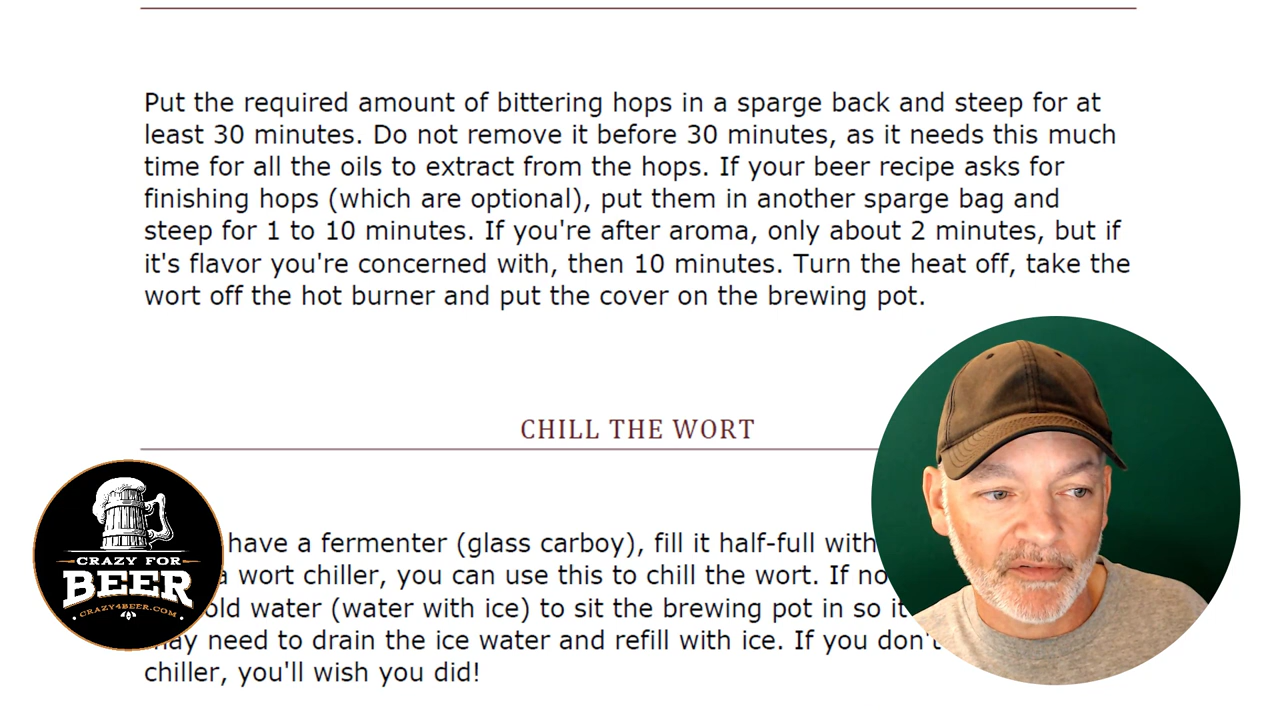 Put the required amount of bittering hops in a sparge back and steep for at
least 30 minutes. Do not remove it before 30 minutes, as it needs this much
time for all the oils to extract from the hops. If your beer recipe asks for
finishing hops (which are optional), put them in another sparge bag and
steep for 1 to 10 minutes. If you're after aroma, only about 2 minutes, but if
it's flavor you're concerned with, then 10 minutes. Turn the heat off, take the
wort off the hot burner and put the cover on the brewing pot.
CHILL THE WORT
have a fermenter (glass carboy), fill it half-full with
a wort chiller, you can use this to chill the wort. If
water (water with ice) to sit the brewing pot in so
need to drain the ice water and refill with ice. If you
chiller, you'll wish you did!
CRAZY FOR
BEER
CRAZY4BEER.COM